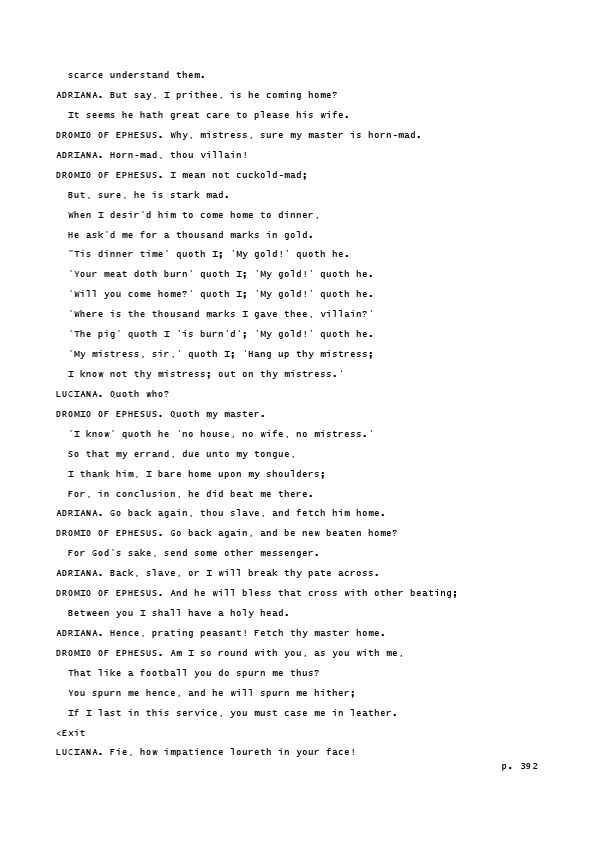 scarce understand them.
ADRIANA. But say, I prithee, is he coming home?
It seems he hath great care to please his wife.
DROMIO OF EPHESUS. Why, mistress, sure my master is horn-mad.
ADRIANA. Horn-mad, thou villain!
DROMIO OF EPHESUS. I mean not cuckold-mad;
But, sure, he is stark mad.
When I desir'd him to come home to dinner,
He ask'd me for a thousand marks in gold.
"Tis dinner time' quoth I; 'My gold!' quoth he.
'Your meat doth burn' quoth I; 'My gold!' quoth he.
'Will you come home?' quoth I; 'My gold!' quoth he.
'Where is the thousand marks I gave thee, villain?'
'The pig' quoth I 'is burn'd'; 'My gold!' quoth he.
'My mistress, sir,' quoth I; 'Hang up thy mistress;
I know not thy mistress; out on thy mistress.'
LUCIANA. Quoth who?
DROMIO OF EPHESUS. Quoth my master.
'I know' quoth he 'no house, no wife, no mistress.'
So that my errand, due unto my tongue,
I thank him, I bare home upon my shoulders;
For, in conclusion, he did beat me there.
ADRIANA. Go back again, thou slave, and fetch him home.
DROMIO OF EPHESUS. Go back again, and be new beaten home?
For God's sake, send some other messenger.
ADRIANA. Back, slave, or I will break thy pate across.
DROMIO OF EPHESUS. And he will bless that cross with other beating;
Between you I shall have a holy head.
ADRIANA. Hence, prating peasant! Fetch thy master home.
DROMIO OF EPHESUS. Am I so round with you, as you with me,
That like a football you do spurn me thus?
You spurn me hence, and he will spurn me hither;
If I last in this service, you must case me in leather.
<Exit
LUCIANA. Fie, how impatience loureth in your face!
p. 392